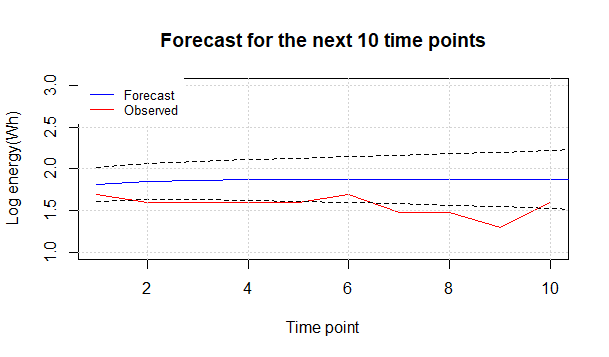 Forecast for the next 10 time points
Forecast
Observed
Log energy(Wh)
3.0
2.5
2.0
1.5
1.0
2 4 6 8 10
Time point